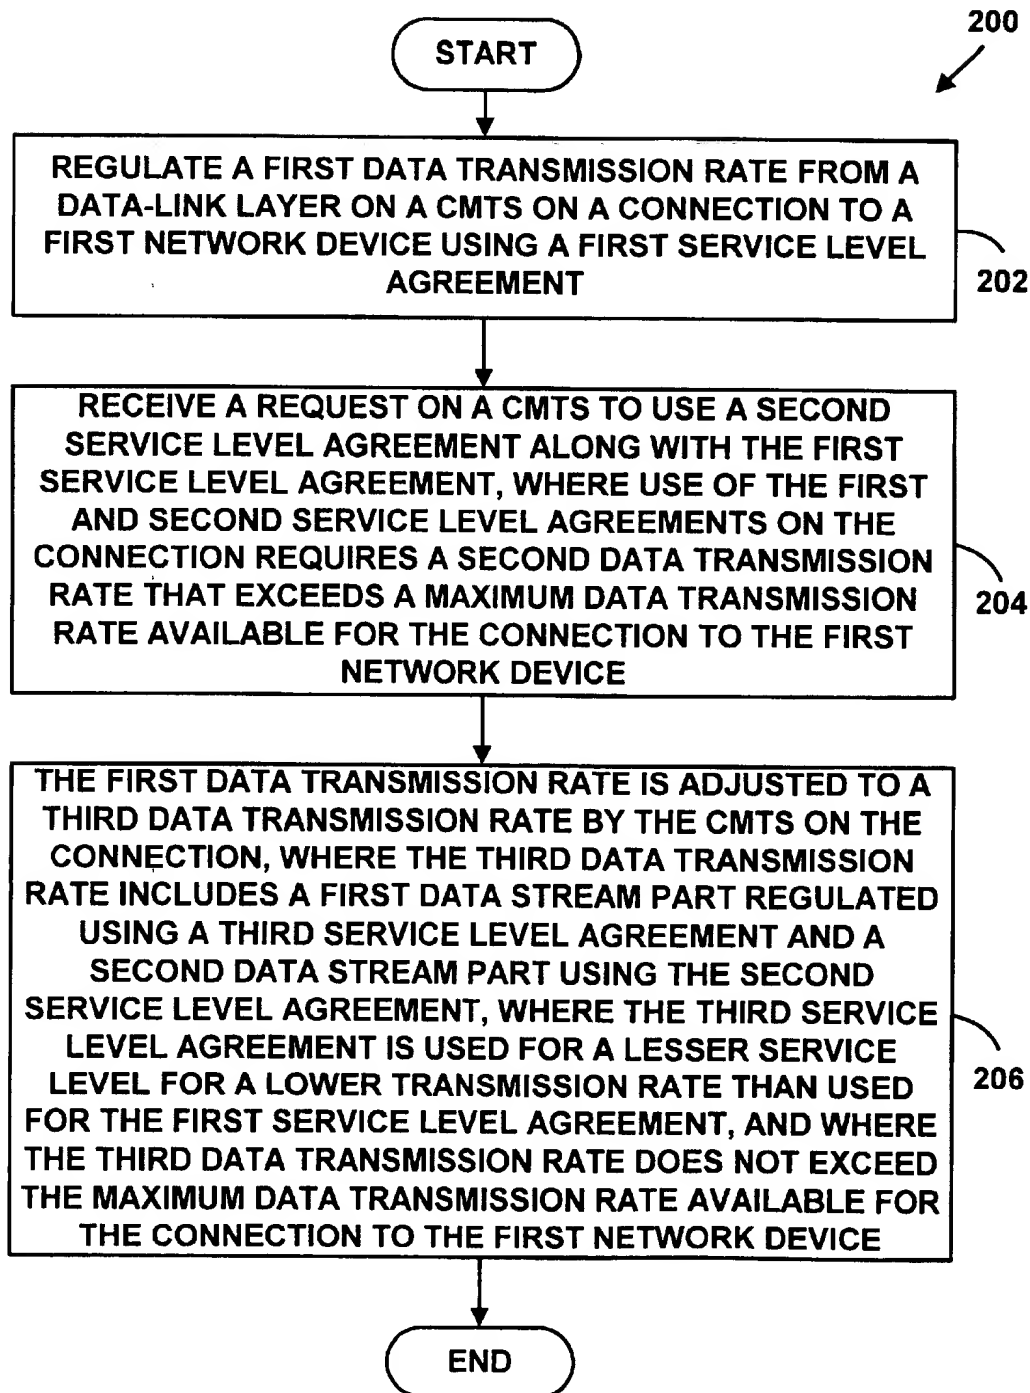 200
START
REGULATE A FIRST DATA TRANSMISSION RATE FROM A
DATA-LINK LAYER ON A CMTS ON A CONNECTION TO A
FIRST NETWORK DEVICE USING A FIRST SERVICE LEVEL
AGREEMENT
202
RECEIVE A REQUEST ON A CMTS TO USE A SECOND
SERVICE LEVEL AGREEMENT ALONG WITH THE FIRST
SERVICE LEVEL AGREEMENT, WHERE USE OF THE FIRST
AND SECOND SERVICE LEVEL AGREEMENTS ON THE
CONNECTION REQUIRES A SECOND DATA TRANSMISSION
RATE THAT EXCEEDS A MAXIMUM DATA TRANSMISSION
RATE AVAILABLE FOR THE CONNECTION TO THE FIRST
NETWORK DEVICE
204
THE FIRST DATA TRANSMISSION RATE IS ADJUSTED TO A
THIRD DATA TRANSMISSION RATE BY THE CMTS ON THE
CONNECTION, WHERE THE THIRD DATA TRANSMISSION
RATE INCLUDES A FIRST DATA STREAM PART REGULATED
USING A THIRD SERVICE LEVEL AGREEMENT AND A
SECOND DATA STREAM PART USING THE SECOND
SERVICE LEVEL AGREEMENT, WHERE THE THIRD SERVICE
LEVEL AGREEMENT IS USED FOR A LESSER SERVICE
LEVEL FOR A LOWER TRANSMISSION RATE THAN USED
FOR THE FIRST SERVICE LEVEL AGREEMENT, AND WHERE
THE THIRD DATA TRANSMISSION RATE DOES NOT EXCEED
THE MAXIMUM DATA TRANSMISSION RATE AVAILABLE FOR
THE CONNECTION TO THE FIRST NETWORK DEVICE
206
END